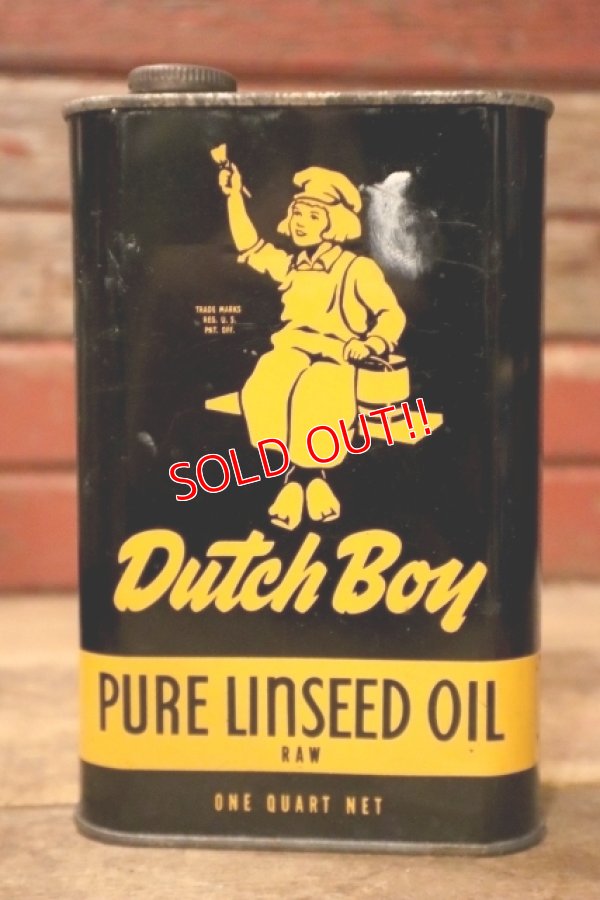 TRADE MARKS
REG. U. S.
PAT. OFF.
SOLD OUT!!
Dutch Boy
PURE LINSEED OIL
RAW
ONE QUART NET